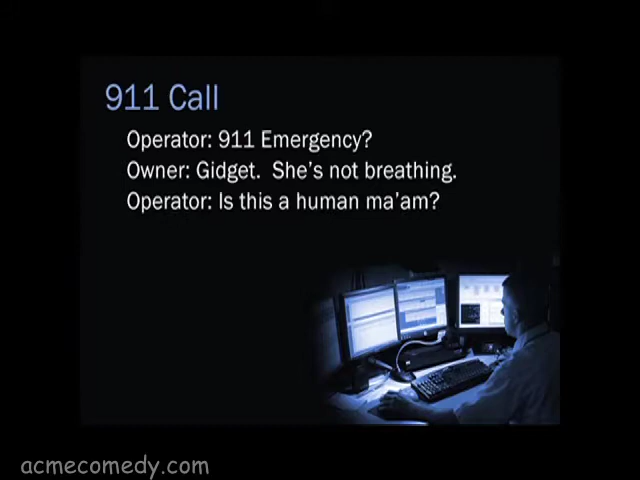 911 Call
Operator: 911 Emergency?
Owner: Gidget.  She's not breathing.
Operator: Is this a human ma'am?
acmecomedy.com